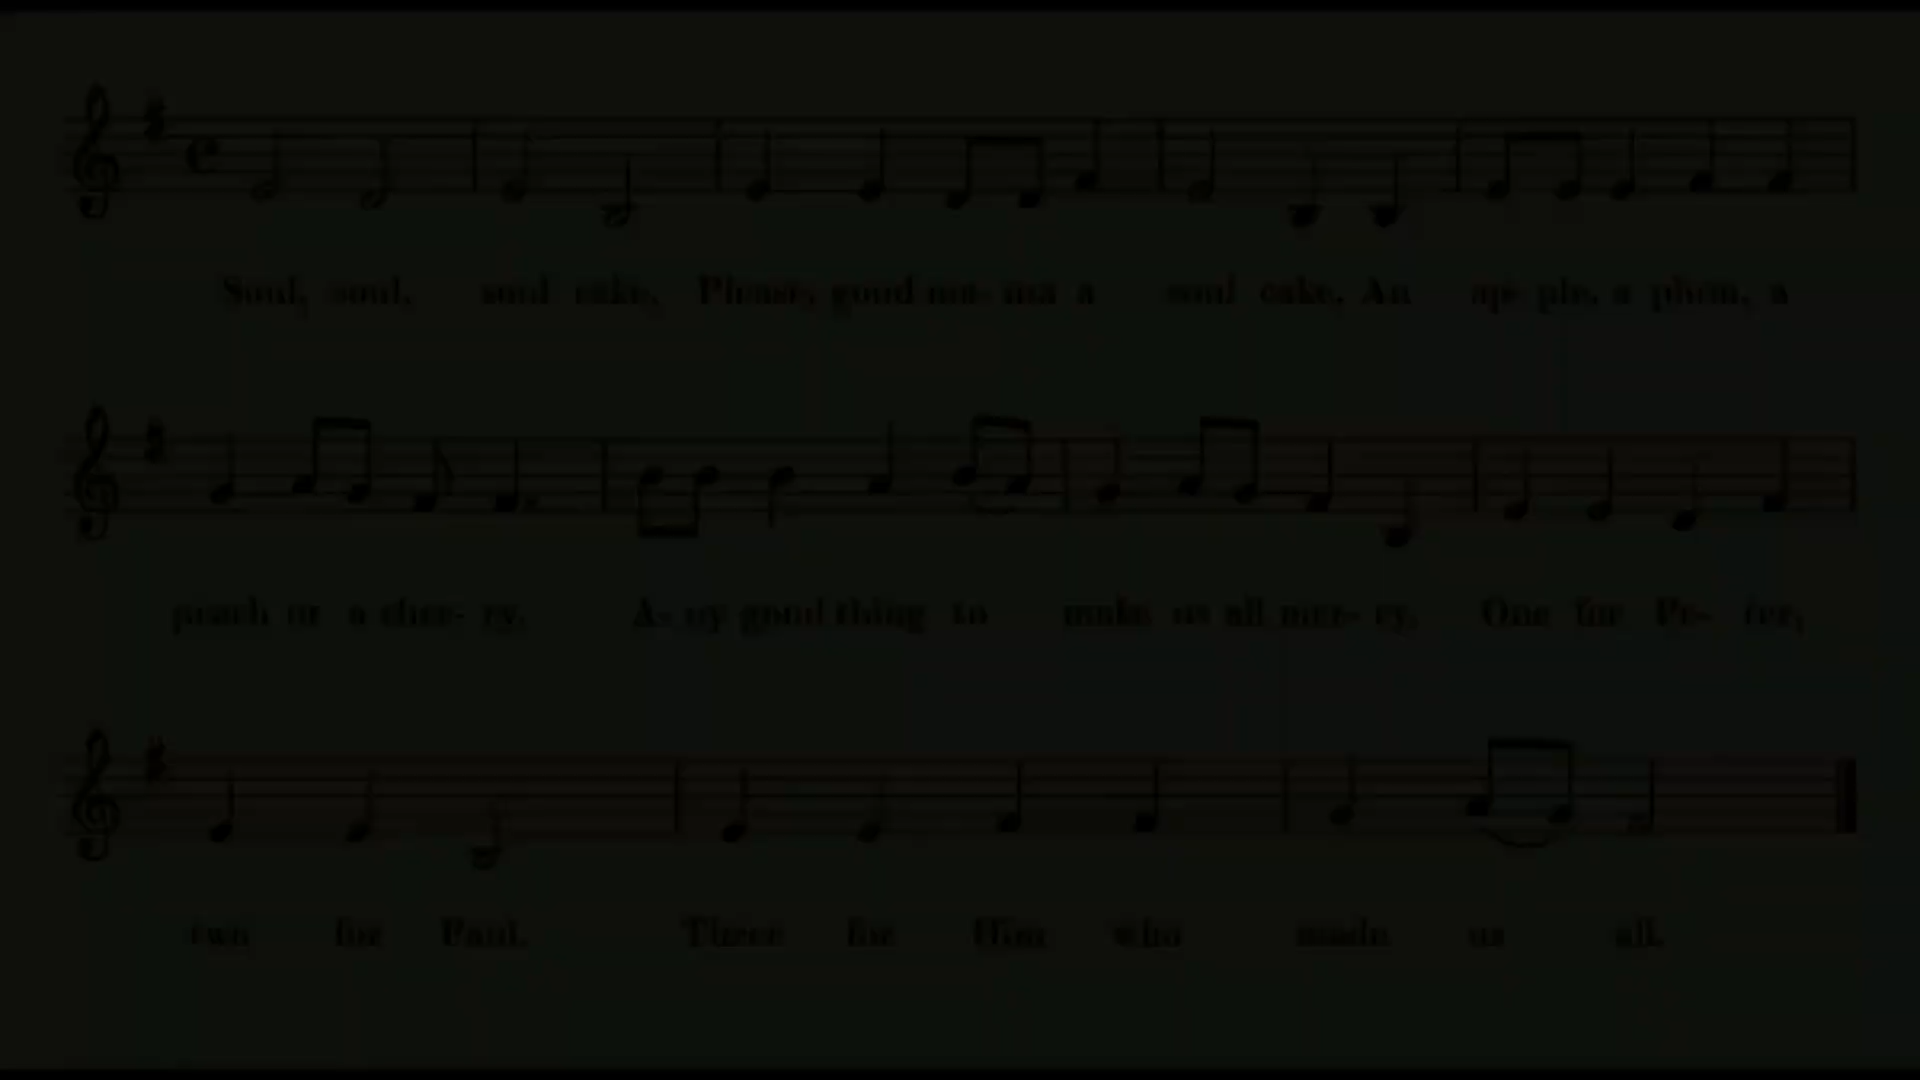 Soul, soul, soul cake, Please, good ma- ma a soul cake, An ap- ple, a plum, a
peach or a cher- ry. A- ny good thing to make us all mer- ry. One for Pe- ter,
two for Paul. Three for Him who made us all.